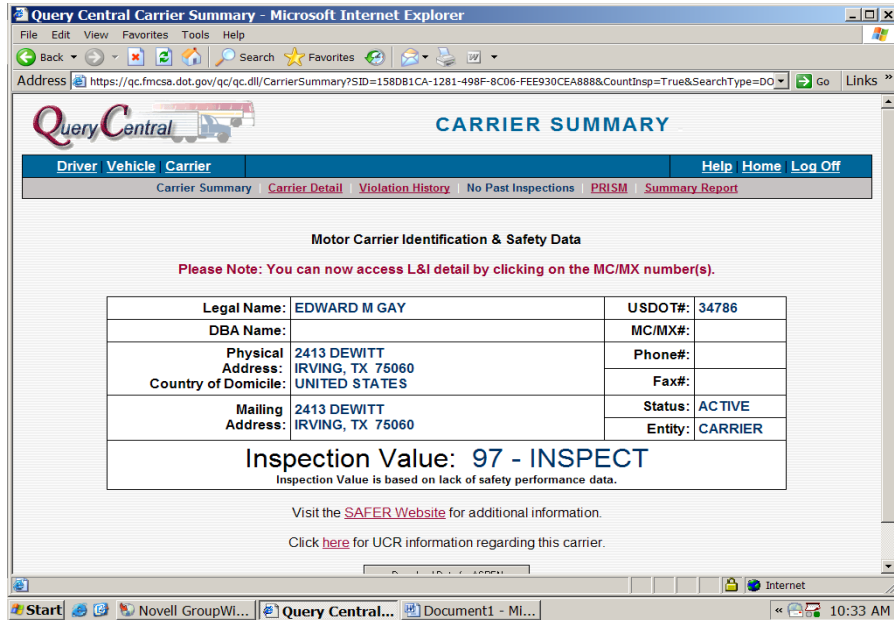 Query Central Carrier Summary - Microsoft Internet Explorer
File Edit View Favorites Tools Help
Back Search Favorites
Address https://qc.fmcsa.dot.gov/qc/qc.dll/CarrierSummary?SID=158DB1CA-1281-498F-8C06-FEE930CEA888&CountInsp=True&SearchType=DO Go Links »
QueryCentral CARRIER SUMMARY
Driver | Vehicle | Carrier Help | Home | Log Off
Carrier Summary | Carrier Detail | Violation History | No Past Inspections | PRISM | Summary Report
Motor Carrier Identification & Safety Data
Please Note: You can now access L&I detail by clicking on the MC/MX number(s).
Legal Name: EDWARD M GAY USDOT#: 34786
DBA Name: MC/MX#:
Physical Address: 2413 DEWITT Phone#:
IRVING, TX 75060
Country of Domicile: UNITED STATES Fax#:
Mailing Address: 2413 DEWITT Status: ACTIVE
IRVING, TX 75060 Entity: CARRIER
Inspection Value: 97 - INSPECT
Inspection Value is based on lack of safety performance data.
Visit the SAFER Website for additional information.
Click here for UCR information regarding this carrier.
Internet
Start Novell GroupWi... Query Central... Document1 - Mi... « 10:33 AM